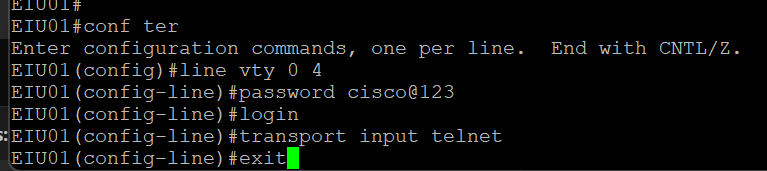 EIU01#
EIU01#conf ter
Enter configuration commands, one per line.  End with CNTL/Z.
EIU01(config)#line vty 0 4
EIU01(config-line)#password cisco@123
EIU01(config-line)#login
EIU01(config-line)#transport input telnet
EIU01(config-line)#exit